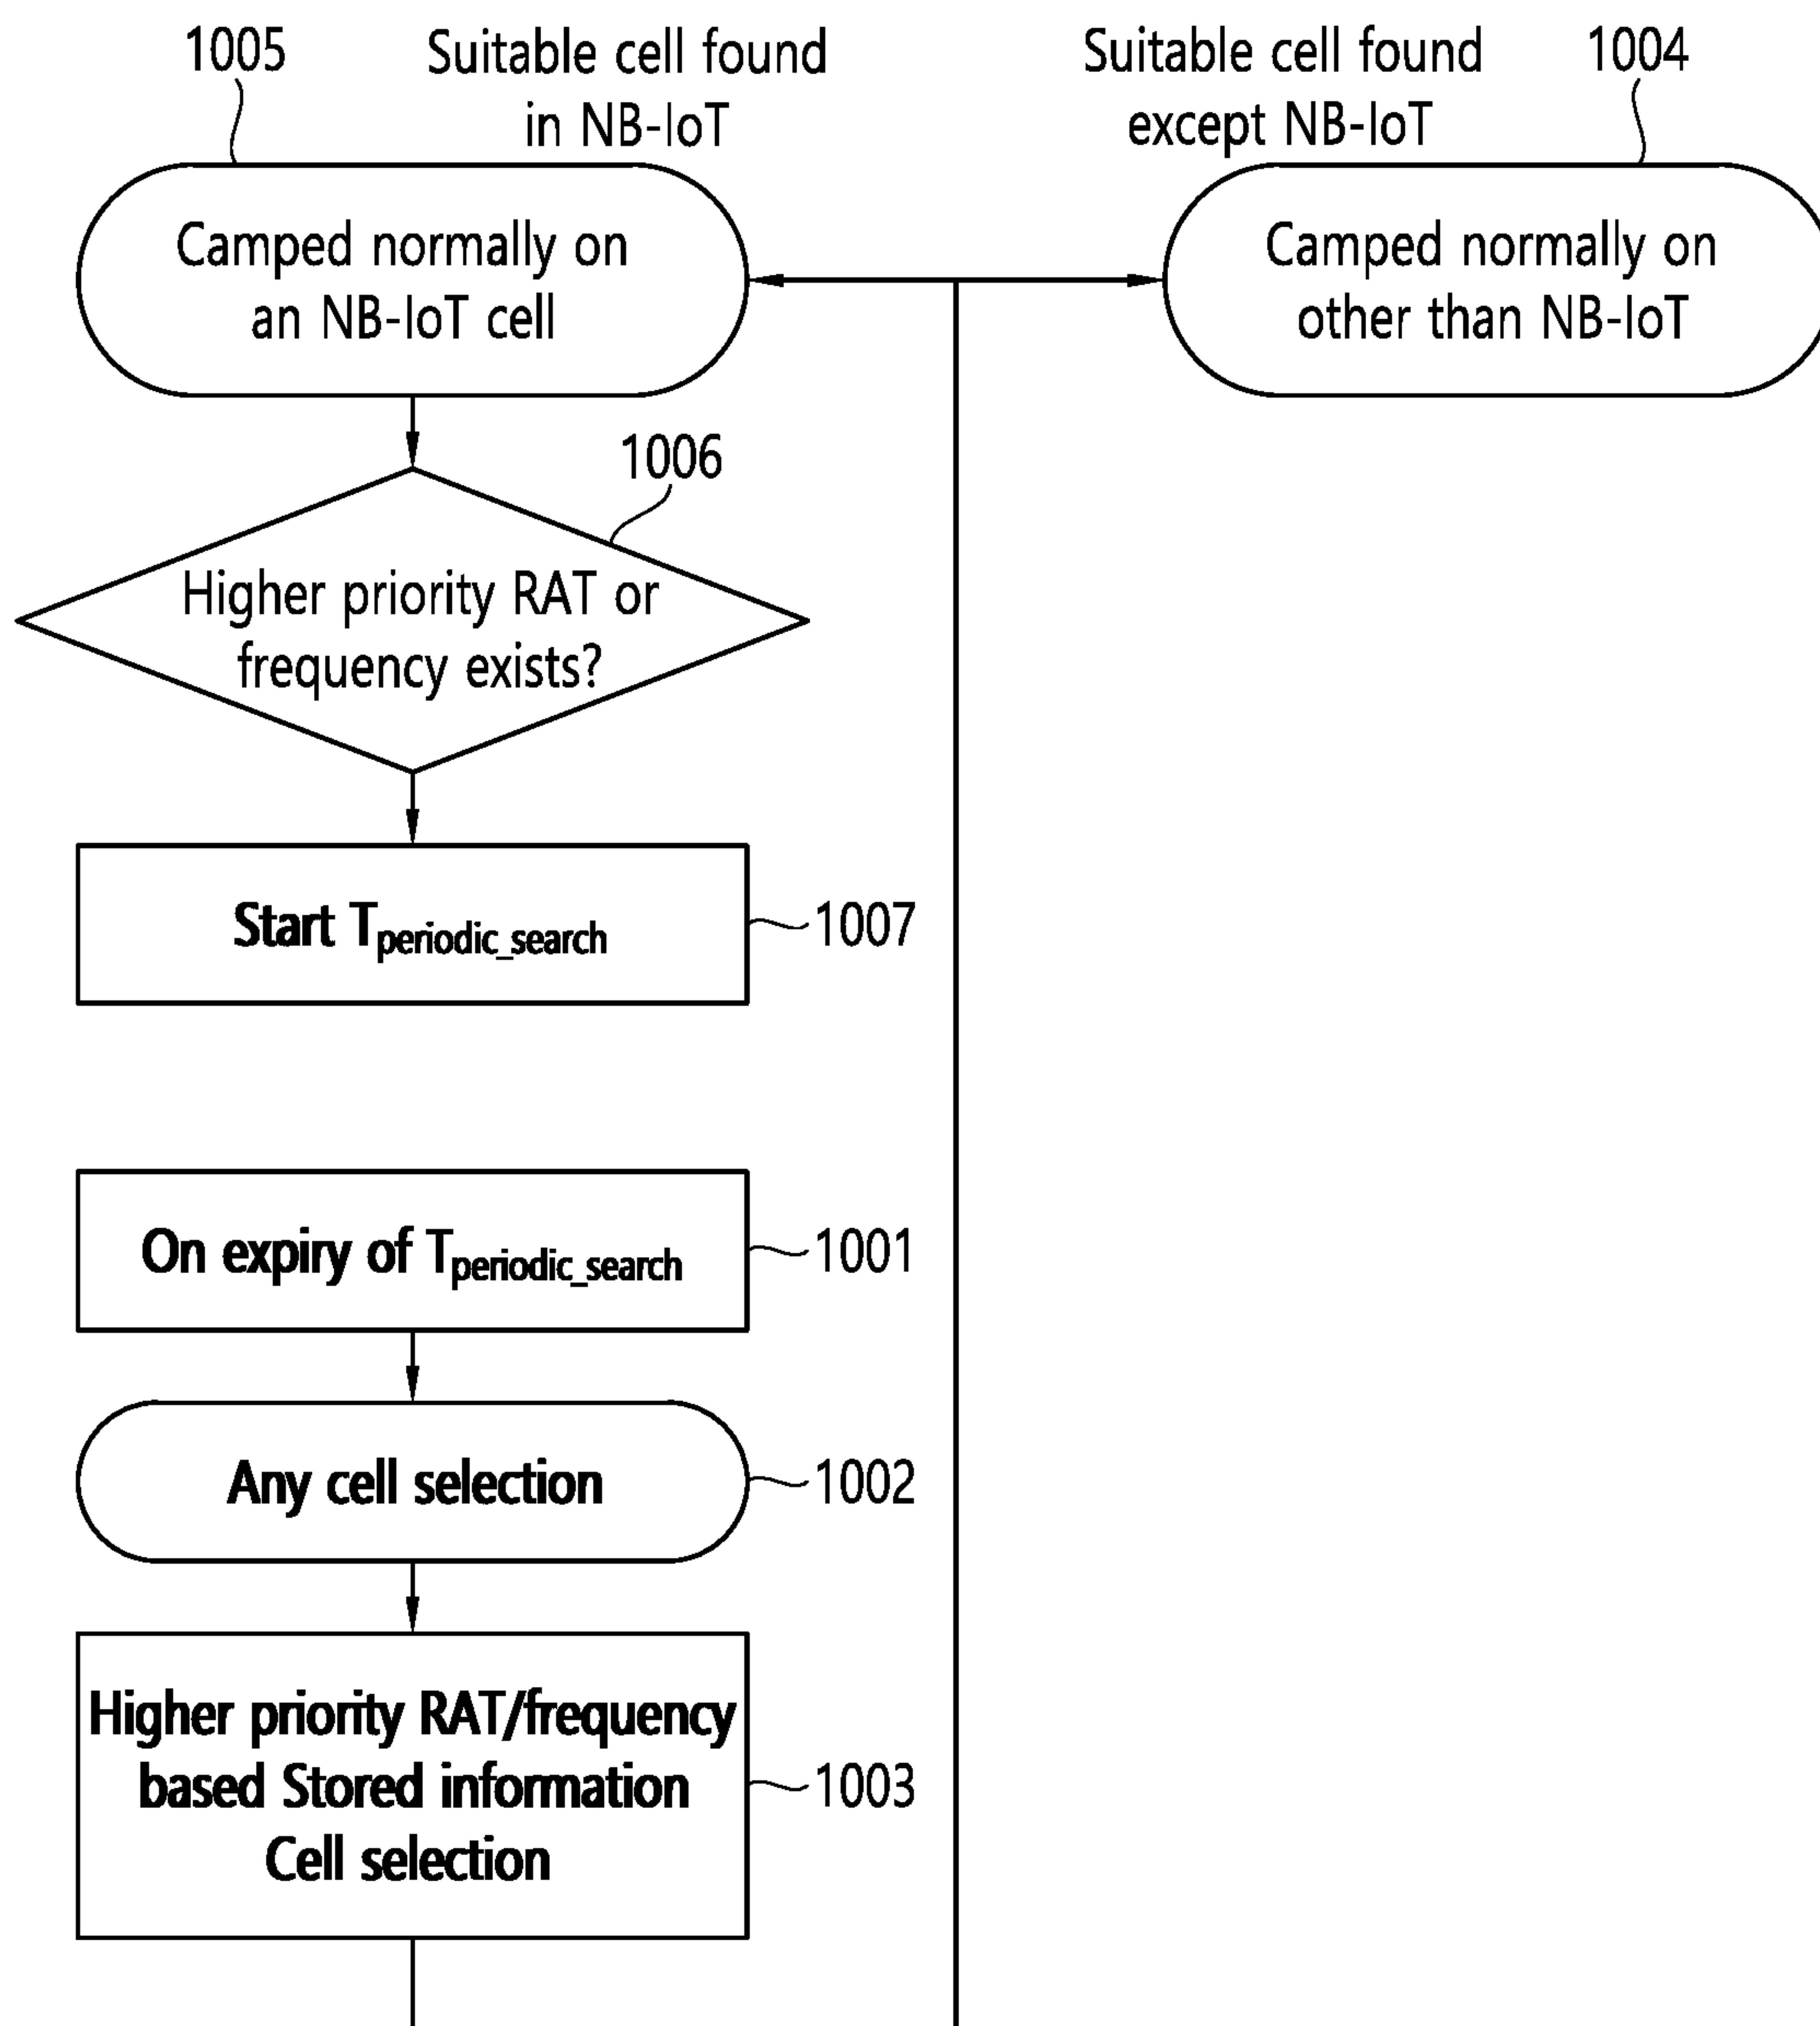 1005
Suitable cell found
in NB-IoT
Suitable cell found
except NB-IoT
1004
Camped normally on
an NB-IoT cell
Camped normally on
other than NB-IoT
1006
Higher priority RAT or
frequency exists?
Start Tperiodic_search
1007
On expiry of Tperiodic_search
1001
Any cell selection
1002
Higher priority RAT/frequency
based Stored information
Cell selection
1003